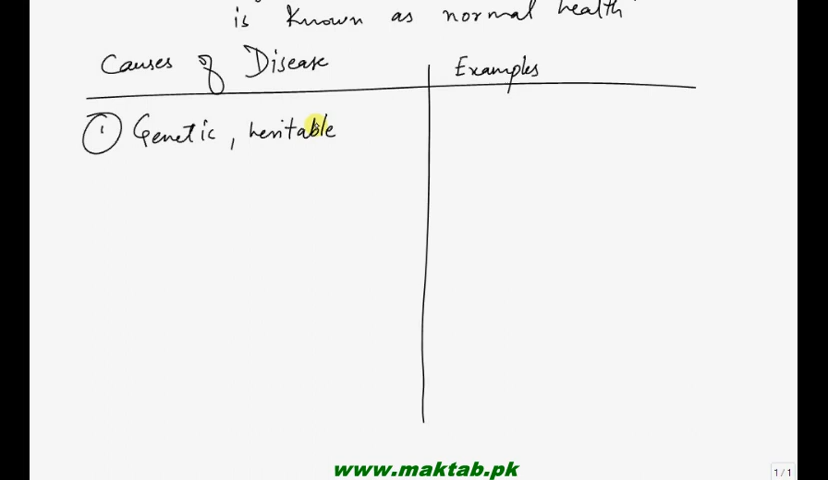 is known as normal health
Causes of Disease
Examples
① Genetic, heritable
www.maktab.pk
1/1